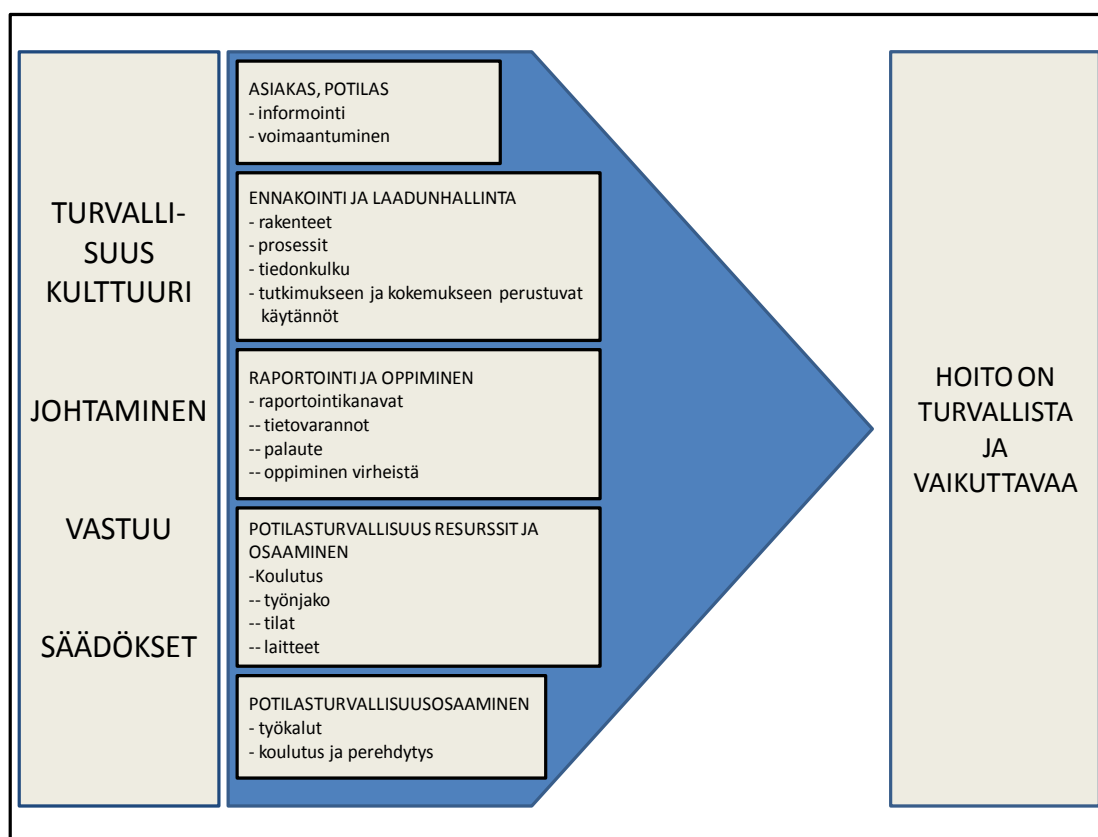 TURVALLI-
SUUS
KULTTUURI
JOHTAMINEN
VASTUU
SÄÄDÖKSET
ASIAKAS, POTILAS
- informointi
- voimaantuminen
ENNAKOINTI JA LAADUNHALLINTA
- rakenteet
- prosessit
- tiedonkulku
- tutkimukseen ja kokemukseen perustuvat
käytännöt
RAPORTOINTI JA OPPIMINEN
- raportointikanavat
-- tietovarannot
-- palaute
-- oppiminen virheistä
POTILASTURVALLISUUS RESURSSIT JA
OSAAMINEN
-Koulutus
-- työnjako
-- tilat
-- laitteet
POTILASTURVALLISUUSOSAAMINEN
- työkalut
- koulutus ja perehdytys
HOITO ON
TURVALLISTA
JA
VAIKUTTAVAA